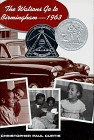 The Watsons Go to
Birmingham—1963
CHRISTOPHER PAUL CURTIS